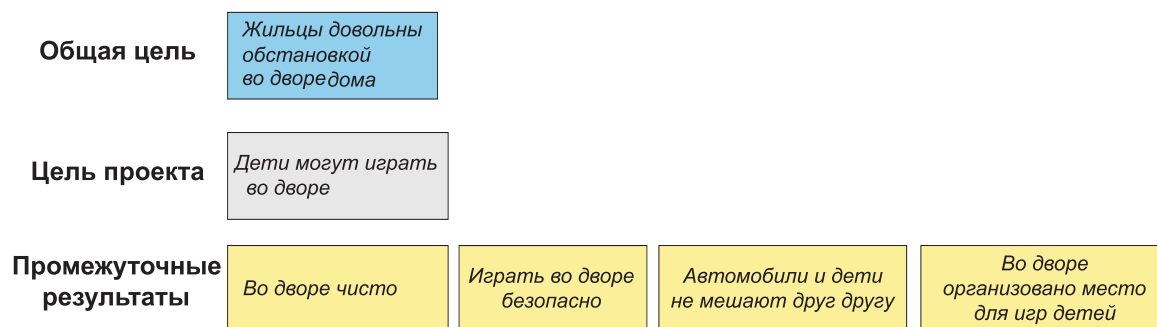 Общая цель
Жильцы довольны
обстановкой
во дворе дома
Цель проекта
Дети могут играть
во дворе
Промежуточные
результаты
Во дворе чисто
Играть во дворе
безопасно
Автомобили и дети
не мешают друг другу
Во дворе
организовано место
для игр детей